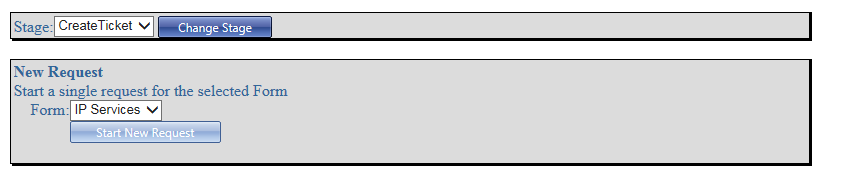 Stage: CreateTicket Change Stage
New Request
Start a single request for the selected Form
Form: IP Services
Start New Request